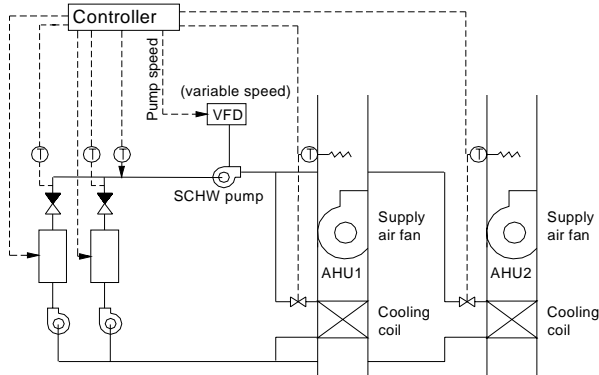 Controller
Pump speed
(variable speed)
VFD
T
T
T
T
T
SCHW pump
Supply
air fan
Supply
air fan
AHU1
AHU2
Cooling
coil
Cooling
coil